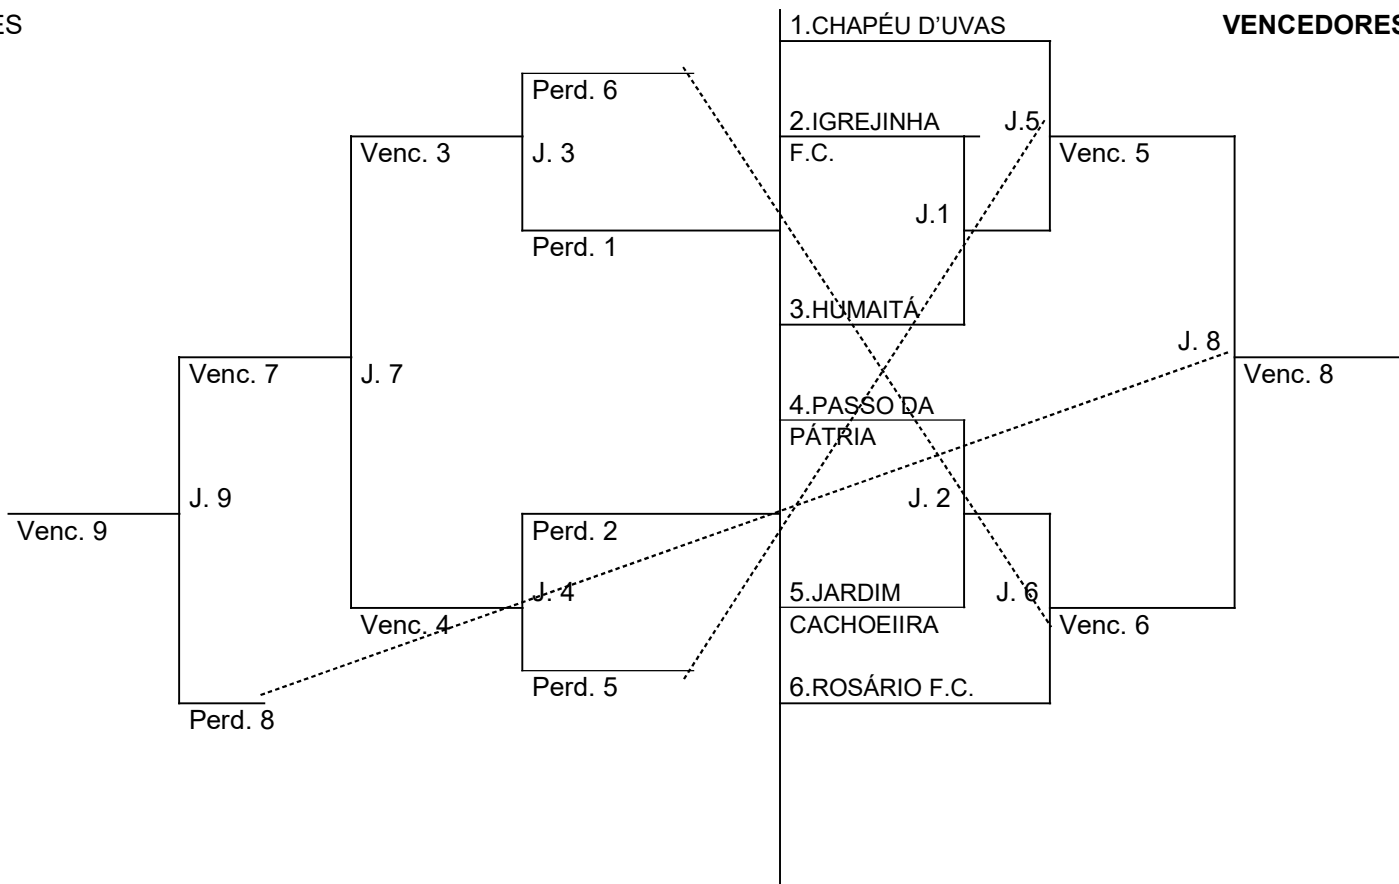 ES
1.CHAPÉU D'UVAS
VENCEDORES
Perd. 6
2.IGREJINHA
F.C.
J.5
Venc. 3
J. 3
Venc. 5
J.1
Perd. 1
3.HUMAITÁ
J. 8
Venc. 7
J. 7
Venc. 8
4.PASSO DA
PÁTRIA
J. 9
J. 2
Venc. 9
Perd. 2
J. 4
5.JARDIM
CACHOEIIRA
J. 6
Venc. 4
Venc. 6
Perd. 5
6.ROSÁRIO F.C.
Perd. 8